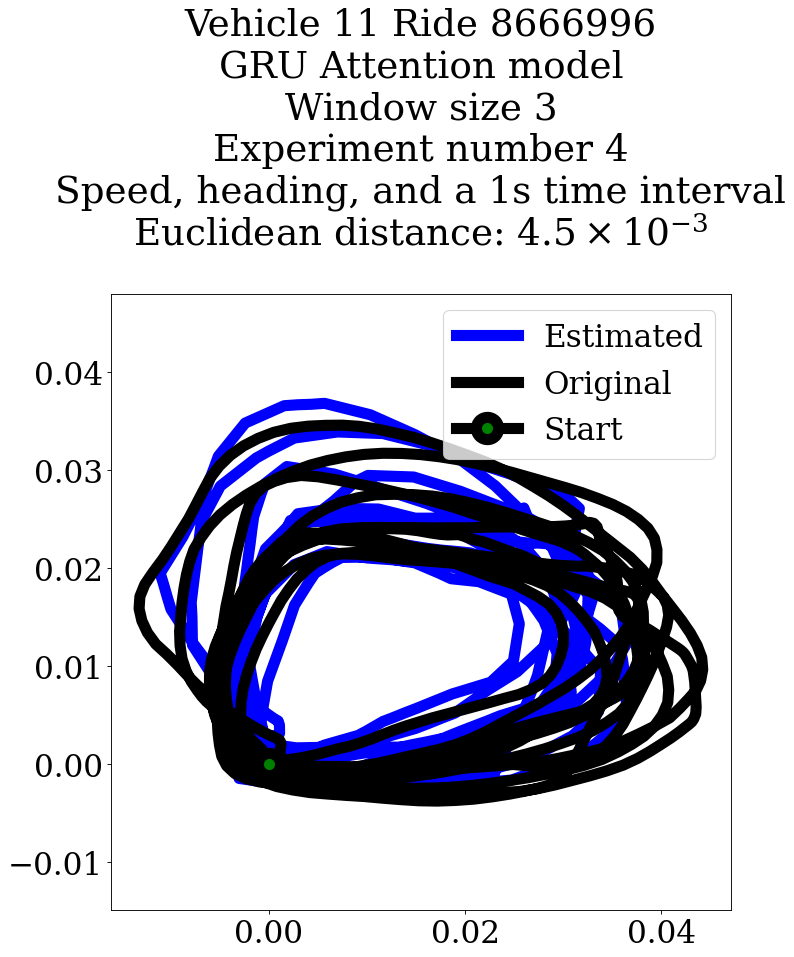 Vehicle 11 Ride 8666996
GRU Attention model
Window size 3
Experiment number 4
Speed, heading, and a 1s time interval
Euclidean distance: 4.5 × 10⁻³
Estimated
Original
Start
0.04
0.03
0.02
0.01
0.00
−0.01
0.00 0.02 0.04